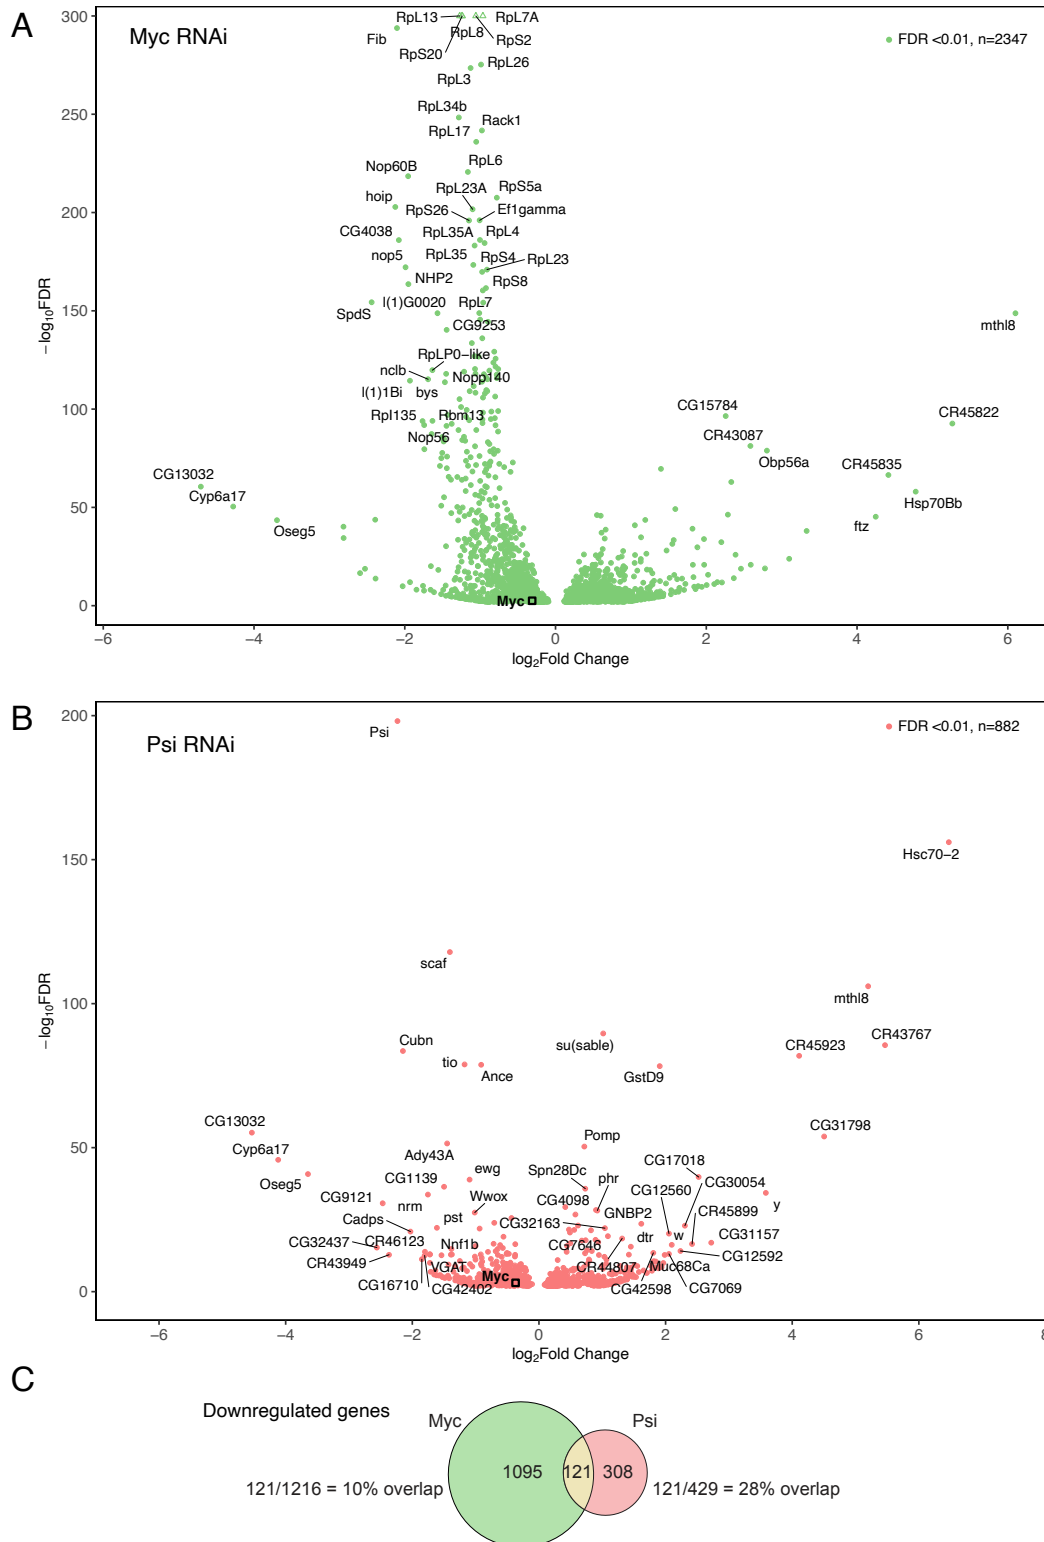 A
Myc RNAi
FDR <0.01, n=2347
300
250
200
150
100
50
0
−log10FDR
RpL13
RpL7A
RpL8
Fib
RpS2
RpS20
RpL26
RpL3
RpL34b
Rack1
RpL17
RpL6
Nop60B
RpL23A
RpS5a
hoip
RpS26
Ef1gamma
CG4038
RpL35A
RpL4
nop5
RpL35
RpS4
RpL23
NHP2
RpS8
l(1)G0020
RpL7
SpdS
CG9253
mthl8
RpLP0−like
nclb
Nopp140
l(1)1Bi
bys
CG15784
RpI135
Rbm13
CR45822
Nop56
CR43087
Obp56a
CR45835
CG13032
Cyp6a17
Hsp70Bb
Oseg5
ftz
Myc
−6
−4
−2
0
2
4
6
log2Fold Change
B
Psi RNAi
FDR <0.01, n=882
200
150
100
50
0
−log10FDR
Psi
Hsc70−2
scaf
mthl8
Cubn
su(sable)
CR43767
CR45923
tio
Ance
GstD9
CG13032
CG31798
Pomp
Cyp6a17
Ady43A
CG17018
Oseg5
CG1139
ewg
Spn28Dc
phr
CG12560
CG30054
CG9121
nrm
Wwox
CG4098
GNBP2
CR45899
y
Cadps
pst
CG32163
CG32437
CR46123
Nnf1b
CG7646
dtr
w
CG31157
CR43949
VGAT
CR44807
Muc68Ca
CG12592
Myc
CG16710
CG42402
CG42598
CG7069
−6
−4
−2
0
2
4
6
8
log2Fold Change
C
Downregulated genes
Myc
Psi
1095
121
308
121/1216 = 10% overlap
121/429 = 28% overlap